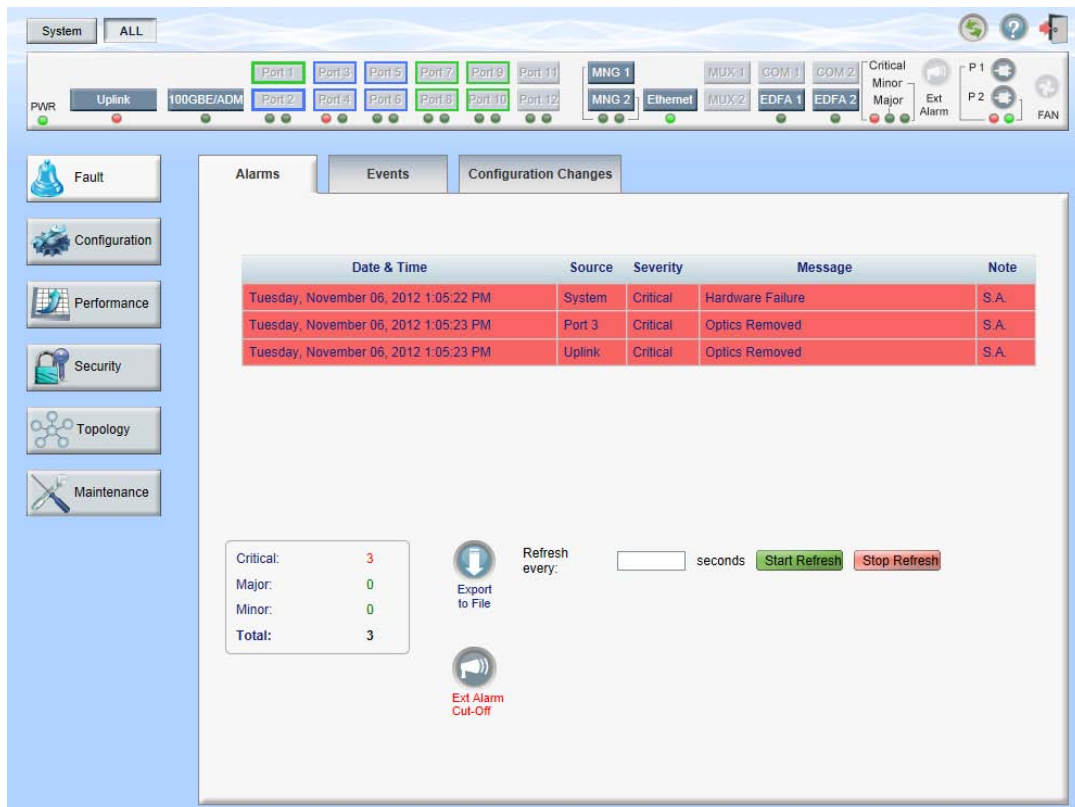 System ALL
Port 1 Port 3 Port 5 Port 7 Port 9 Port 11 MNG 1 MUX 1 COM 1 COM 2 Critical P 1
Minor
PWR Uplink 100GBE/ADM Port 2 Port 4 Port 6 Port 8 Port 10 Port 12 MNG 2 Ethernet MUX 2 EDFA 1 EDFA 2 Major Ext Alarm P 2 FAN
Fault
Configuration
Performance
Security
Topology
Maintenance
Alarms Events Configuration Changes
Date & Time Source Severity Message Note
Tuesday, November 06, 2012 1:05:22 PM System Critical Hardware Failure S.A.
Tuesday, November 06, 2012 1:05:23 PM Port 3 Critical Optics Removed S.A.
Tuesday, November 06, 2012 1:05:23 PM Uplink Critical Optics Removed S.A.
Critical: 3
Major: 0
Minor: 0
Total: 3
Export
to File
Refresh
every: seconds Start Refresh Stop Refresh
Ext Alarm
Cut-Off